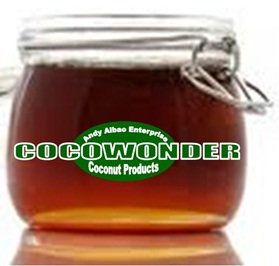 Andy Albao Enterprise
COCOWONDER
Coconut Products